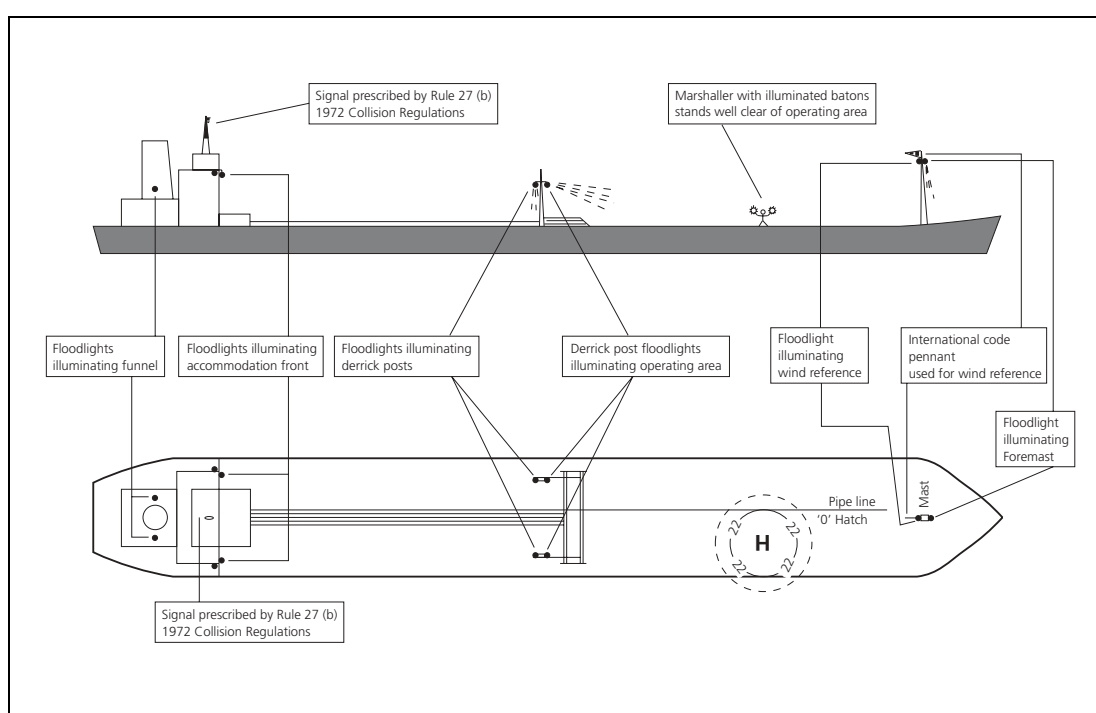 Signal prescribed by Rule 27 (b)
1972 Collision Regulations
Marshaller with illuminated batons
stands well clear of operating area
Floodlights
illuminating funnel
Floodlights illuminating
accommodation front
Floodlights illuminating
derrick posts
Derrick post floodlights
illuminating operating area
Floodlight
illuminating
wind reference
International code
pennant
used for wind reference
Floodlight
illuminating
Foremast
Mast
Pipe line
'0' Hatch
22
22
H
22
22
Signal prescribed by Rule 27 (b)
1972 Collision Regulations